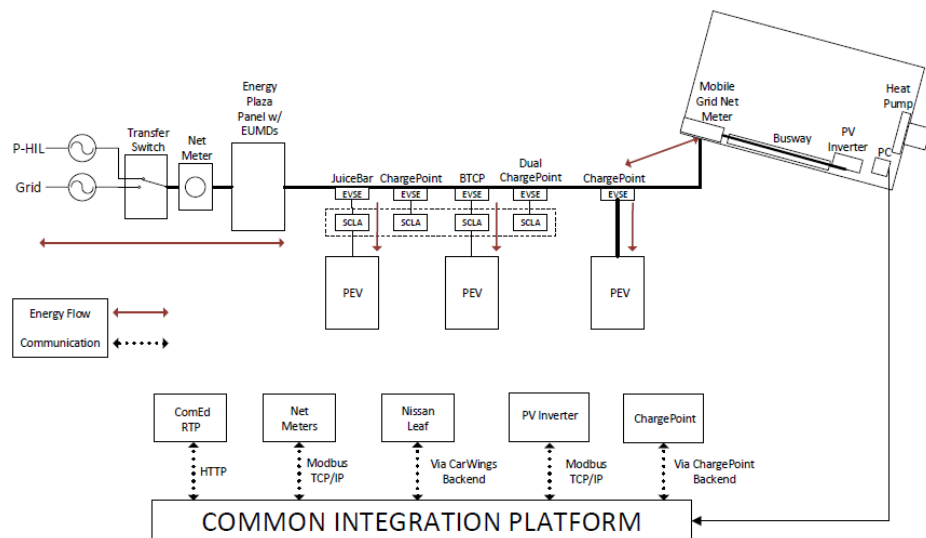 Energy
Plaza
Panel w/
EUMDs
Transfer
Switch
Net
Meter
P-HIL
Grid
JuiceBar
EVSE
SCLA
PEV
ChargePoint
EVSE
SCLA
BTCP
EVSE
SCLA
PEV
Dual
ChargePoint
EVSE
SCLA
ChargePoint
EVSE
PEV
Mobile
Grid Net
Meter
Busway
PV
Inverter
PC
Heat
Pump
Energy Flow
Communication
ComEd
RTP
Net
Meters
Nissan
Leaf
PV Inverter
ChargePoint
HTTP
Modbus
TCP/IP
Via CarWings
Backend
Modbus
TCP/IP
Via ChargePoint
Backend
COMMON INTEGRATION PLATFORM